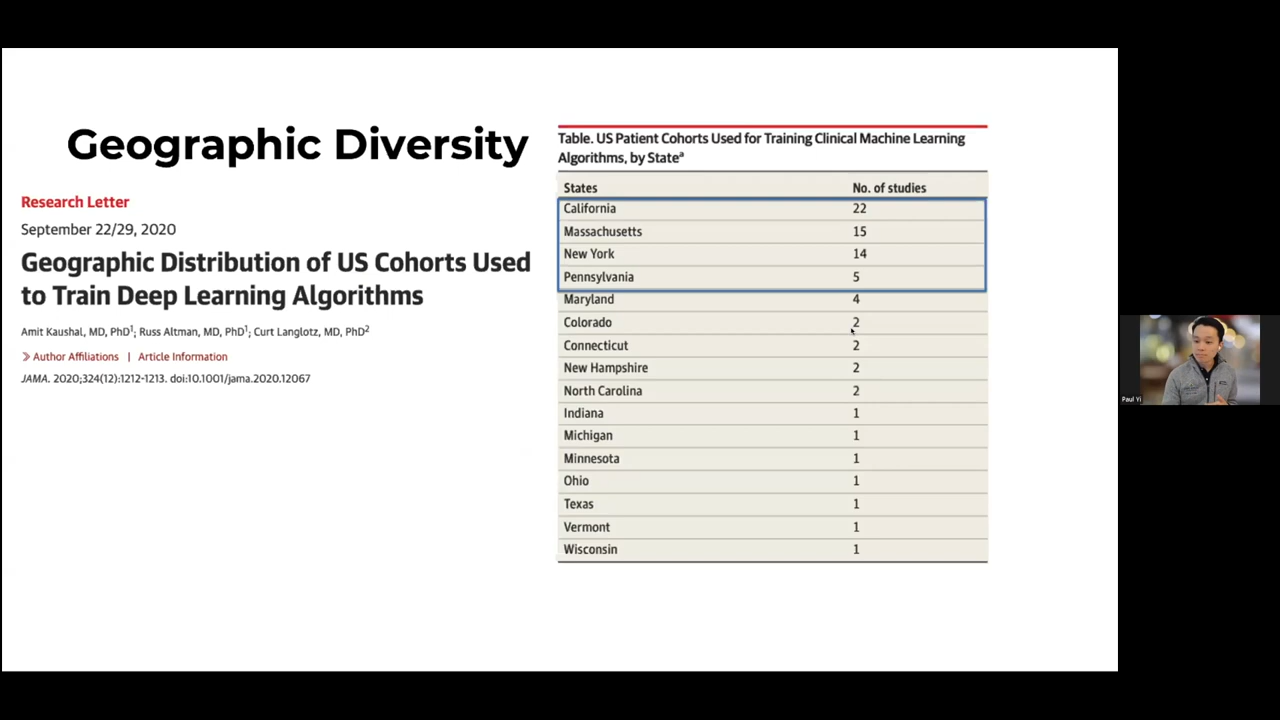 Geographic Diversity
Research Letter
September 22/29, 2020
Geographic Distribution of US Cohorts Used
to Train Deep Learning Algorithms
Amit Kaushal, MD, PhD1; Russ Altman, MD, PhD1; Curt Langlotz, MD, PhD2
» Author Affiliations | Article Information
JAMA. 2020;324(12):1212-1213. doi:10.1001/jama.2020.12067
Table. US Patient Cohorts Used for Training Clinical Machine Learning
Algorithms, by Statea
States No. of studies
California 22
Massachusetts 15
New York 14
Pennsylvania 5
Maryland 4
Colorado 2
Connecticut 2
New Hampshire 2
North Carolina 2
Indiana 1
Michigan 1
Minnesota 1
Ohio 1
Texas 1
Vermont 1
Wisconsin 1
Paul Yi